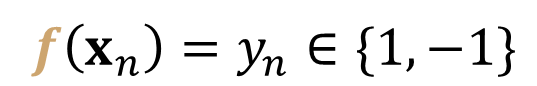 f(xₙ) = yₙ ∈ {1, −1}